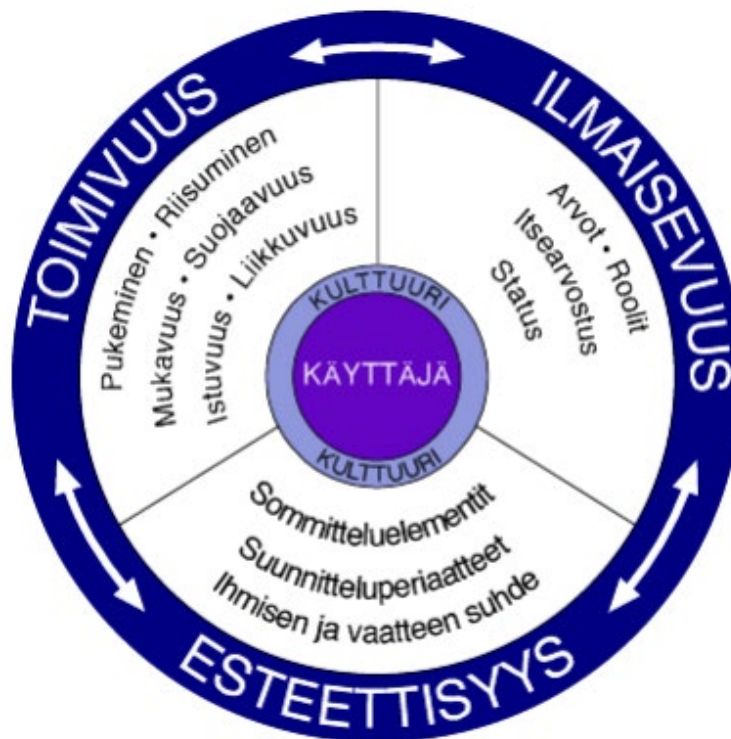 TOIMIVUUS
Pukeminen • Riisuminen
Mukavuus • Suojaavuus
Istuvuus • Liikkuvuus
ILMAISEVUUS
Arvot • Roolit
Itsearvostus
Status
KULTTUURI
KÄYTTÄJÄ
KULTTUURI
Sommitteluelementit
Suunnitteluperiaatteet
Ihmisen ja vaatteen suhde
ESTEETTISYYS